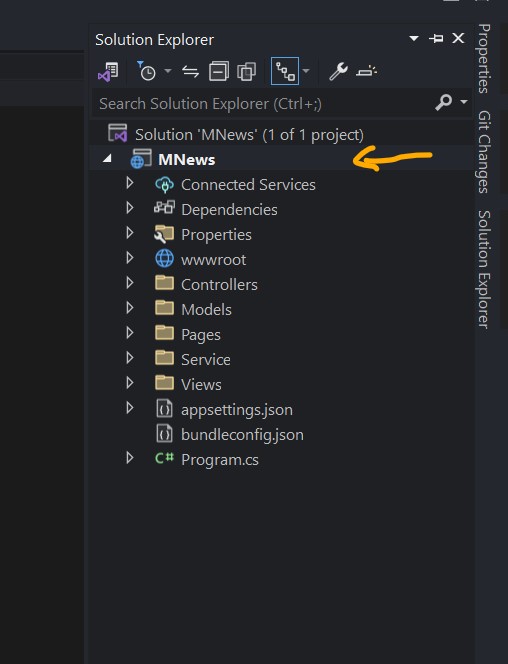 Solution Explorer
Search Solution Explorer (Ctrl+;)
Solution 'MNews' (1 of 1 project)
MNews
Connected Services
Dependencies
Properties
wwwroot
Controllers
Models
Pages
Service
Views
appsettings.json
bundleconfig.json
C# Program.cs
Properties
Git Changes
Solution Explorer